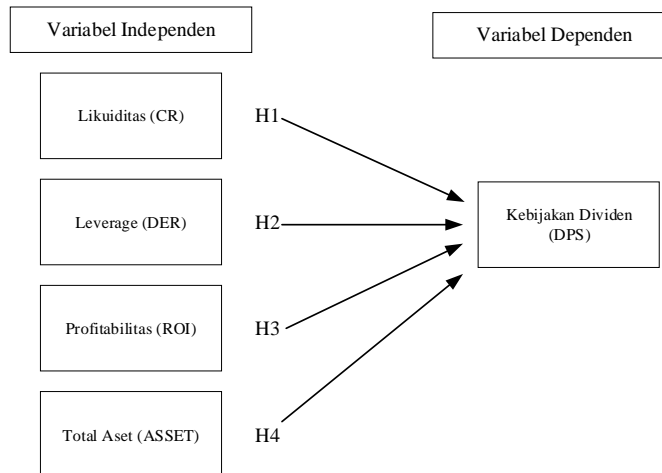 Variabel Independen
Variabel Dependen
Likuiditas (CR)
H1
Leverage (DER)
H2
Kebijakan Dividen
(DPS)
Profitabilitas (ROI)
H3
Total Aset (ASSET)
H4